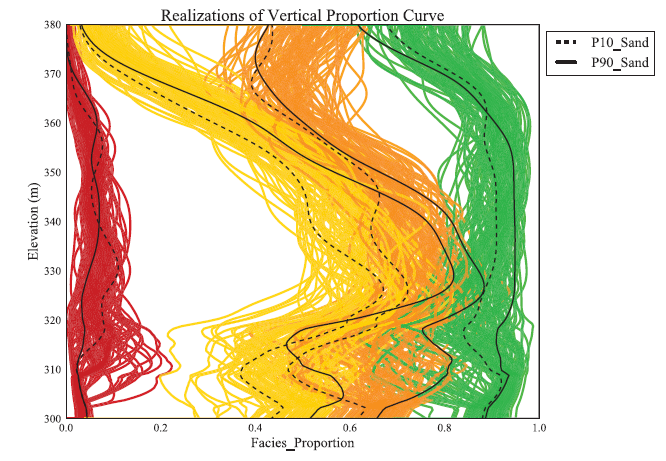 Realizations of Vertical Proportion Curve
380
370
360
350
340
330
320
310
300
Elevation (m)
0.0 0.2 0.4 0.6 0.8 1.0
Facies_Proportion
P10_Sand
P90_Sand